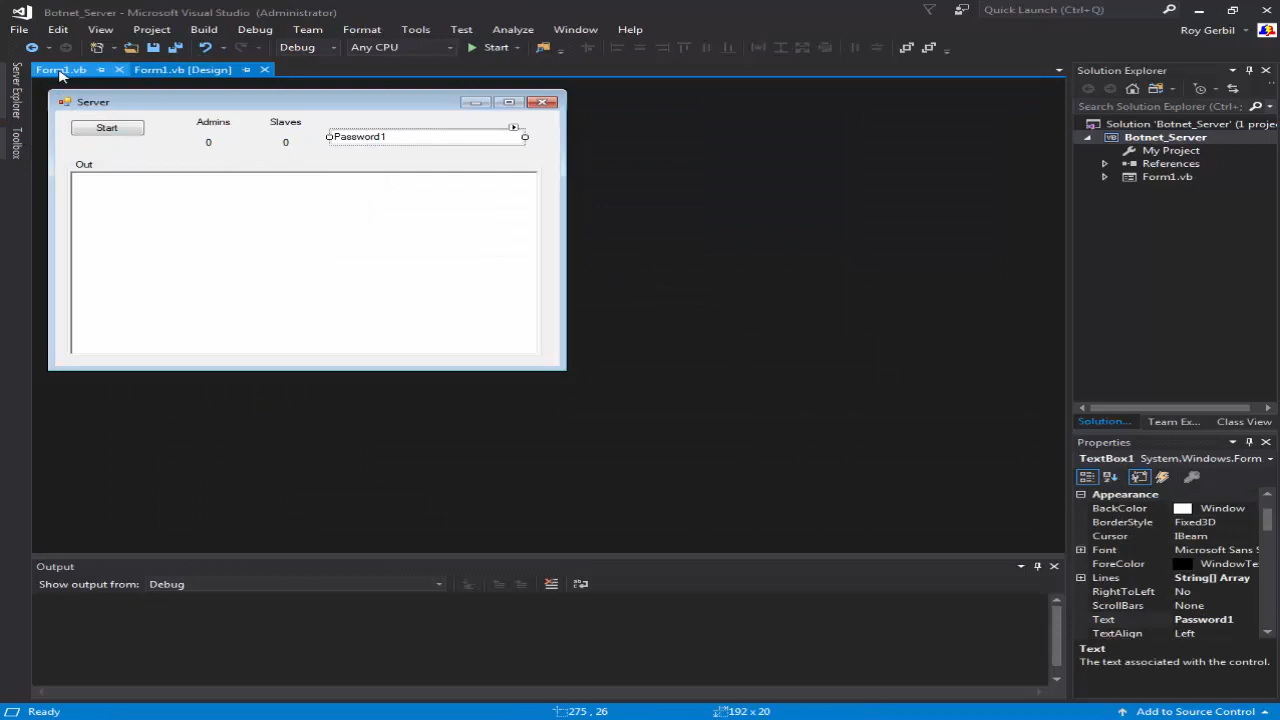 Botnet_Server - Microsoft Visual Studio (Administrator)
Quick Launch (Ctrl+Q)
File Edit View Project Build Debug Team Format Tools Test Analyze Window Help
Roy Gerbil
Debug Any CPU Start
Form1.vb
Form1.vb [Design]
Server Explorer
Toolbox
Server
Start
Admins
Slaves
0
0
Password1
Out
Solution Explorer
Search Solution Explorer (Ctrl+
Solution 'Botnet_Server' (1 proj
VB Botnet_Server
My Project
References
Form1.vb
Solution... Team Ex... Class View
Properties
TextBox1 System.Windows.Form
Appearance
BackColor Window
BorderStyle Fixed3D
Cursor IBeam
Font Microsoft Sans S
ForeColor WindowTe
Lines String[] Array
RightToLeft No
ScrollBars None
Text Password1
TextAlign Left
Text
The text associated with the control.
Output
Show output from: Debug
Ready
275 , 26
192 x 20
Add to Source Control